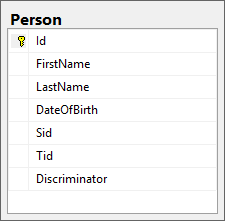 Person
Id
FirstName
LastName
DateOfBirth
Sid
Tid
Discriminator